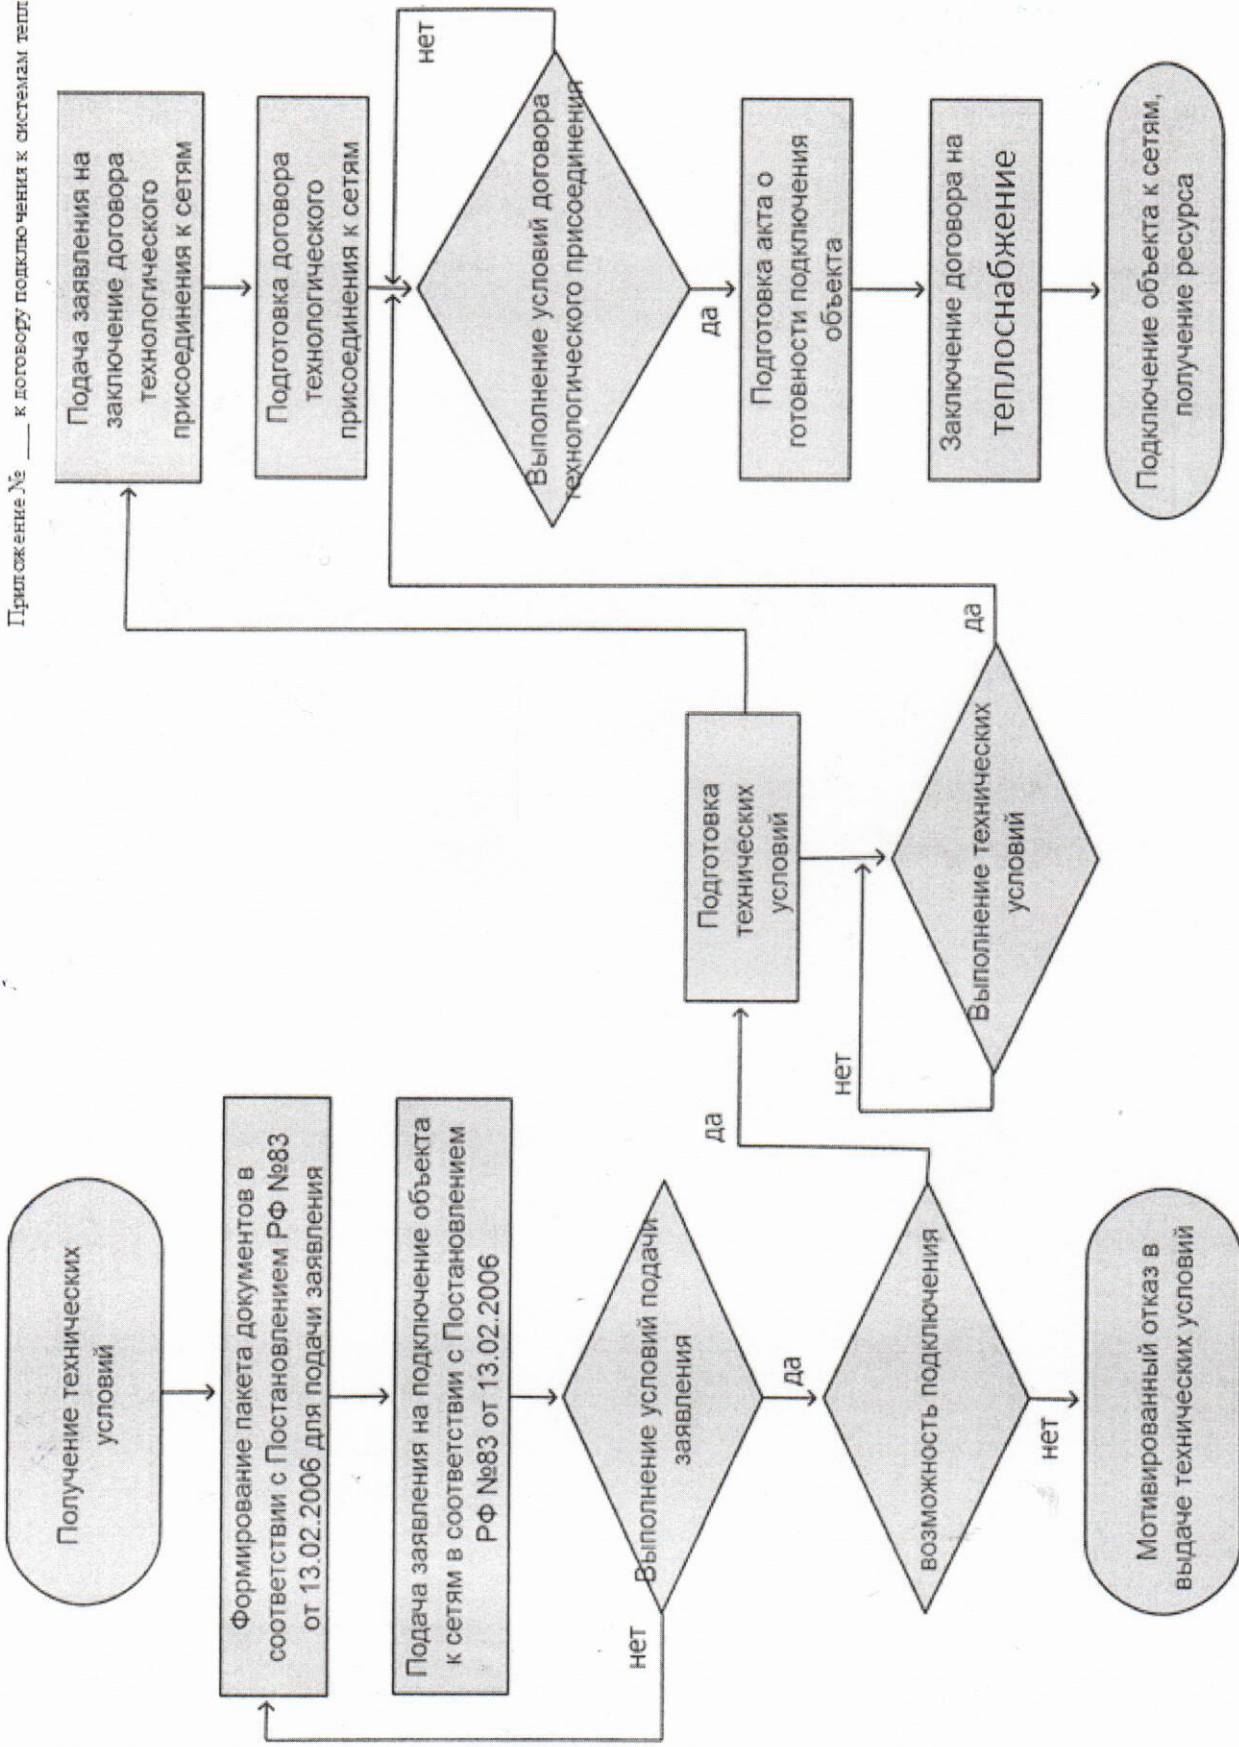 Приложение № ___ к договору подключения к системам
Получение технических
условий
Формирование пакета документов в
соответствии с Постановлением РФ №83
от 13.02.2006 для подачи заявления
Подача заявления на подключение объекта
к сетям в соответствии с Постановлением
РФ №83 от 13.02.2006
Выполнение условий подачи
заявления
нет
да
возможность подключения
да
нет
Мотивированный отказ в
выдаче технических условий
Подготовка
технических
условий
Выполнение технических
условий
нет
да
Подача заявления на
заключение договора
технологического
присоединения к сетям
Подготовка договора
технологического
присоединения к сетям
Выполнение условий договора
технологического присоединения
нет
да
Подготовка акта о
готовности подключения
объекта
Заключение договора на
теплоснабжение
Подключение объекта к сетям,
получение ресурса